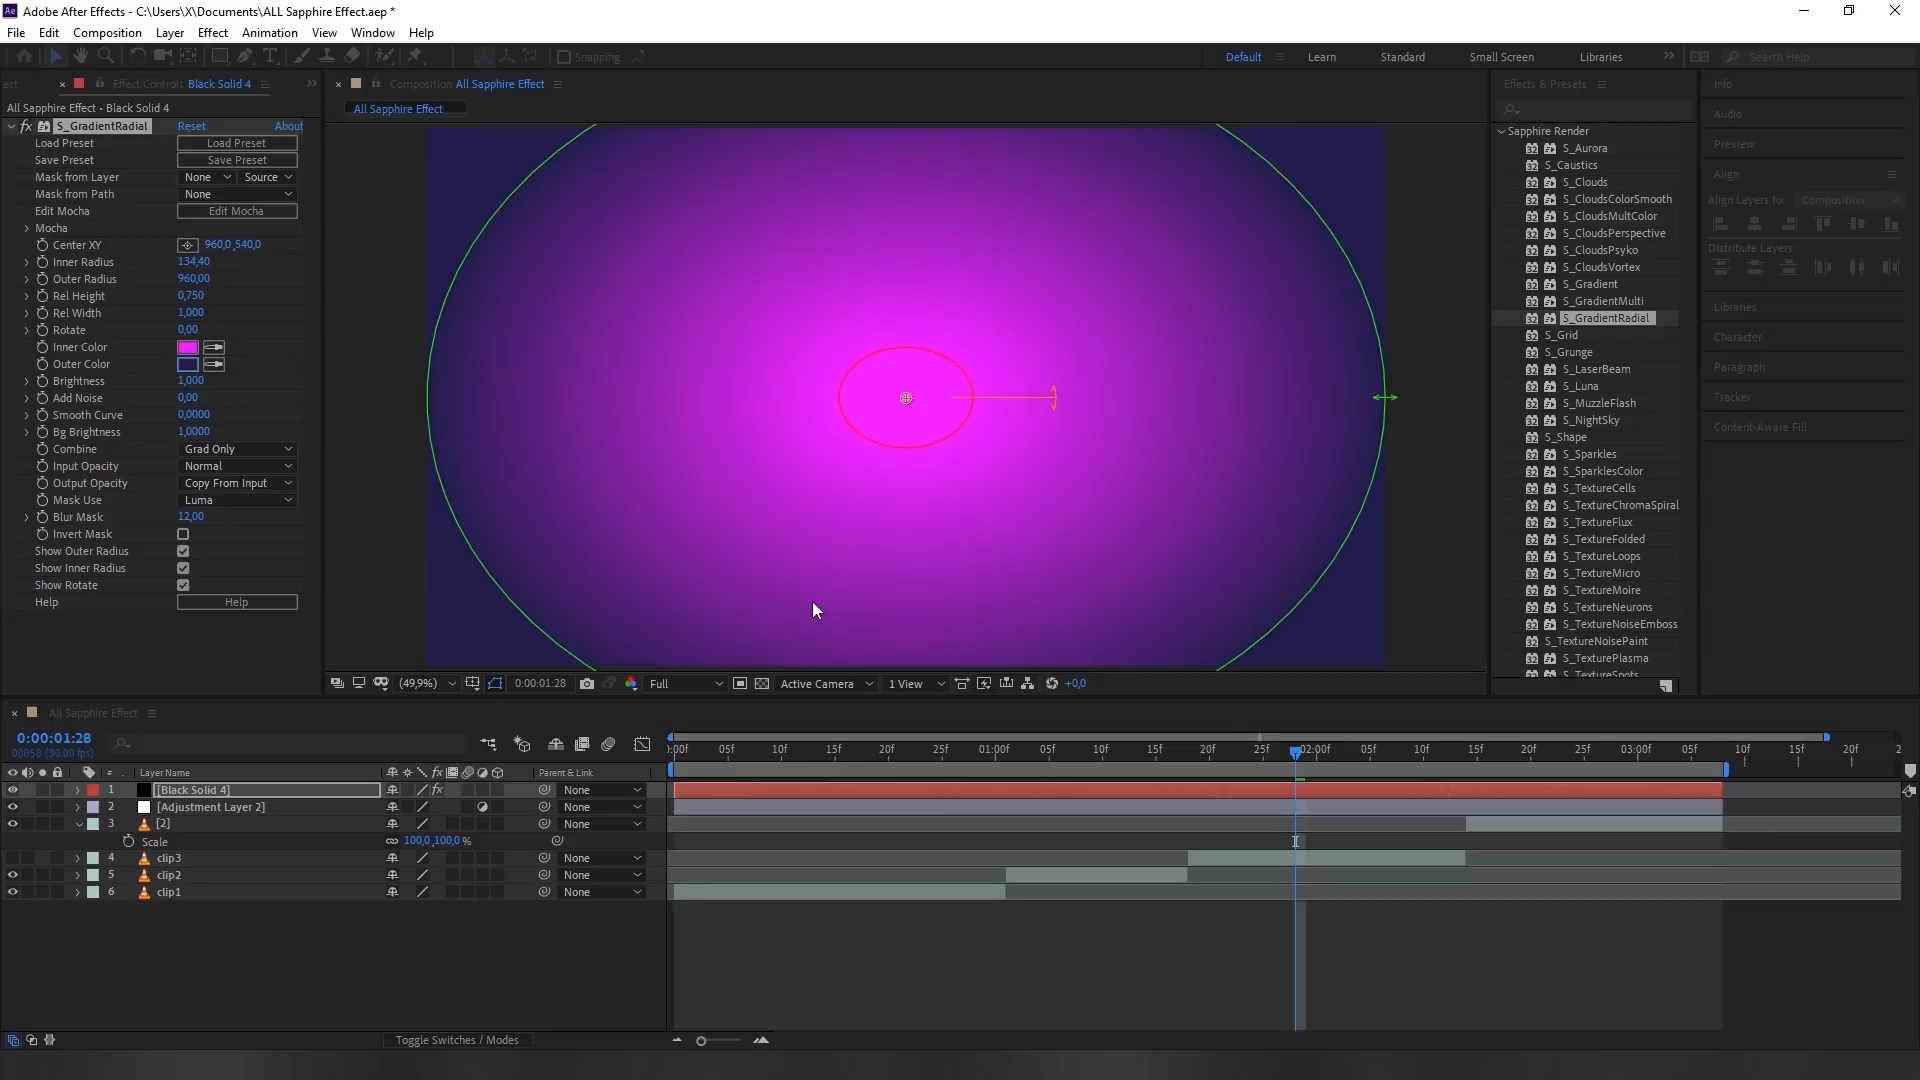 Adobe After Effects - C:\Users\X\Documents\ALL Sapphire Effect.aep *
File Edit Composition Layer Effect Animation View Window Help
Snapping
Default Learn Standard Small Screen Libraries Search Help
ect Effect Controls Black Solid 4
All Sapphire Effect • Black Solid 4
fx S_GradientRadial Reset About
Load Preset Load Preset
Save Preset Save Preset
Mask from Layer None Source
Mask from Path None
Edit Mocha Edit Mocha
Mocha
Center XY 960,0,540,0
Inner Radius 134,40
Outer Radius 960,00
Rel Height 0,750
Rel Width 1,000
Rotate 0,00
Inner Color
Outer Color
Brightness 1,000
Add Noise 0,00
Smooth Curve 0,0000
Bg Brightness 1,0000
Combine Grad Only
Input Opacity Normal
Output Opacity Copy From Input
Mask Use Luma
Blur Mask 12,00
Invert Mask
Show Outer Radius
Show Inner Radius
Show Rotate
Help Help
Composition All Sapphire Effect
All Sapphire Effect
(49,9%) 0:00:01:28 Full Active Camera 1 View +0,0
Effects & Presets
Sapphire Render
S_Aurora
S_Caustics
S_Clouds
S_CloudsColorSmooth
S_CloudsMultColor
S_CloudsPerspective
S_CloudsPsyko
S_CloudsVortex
S_Gradient
S_GradientMulti
S_GradientRadial
S_Grid
S_Grunge
S_LaserBeam
S_Luna
S_MuzzleFlash
S_NightSky
S_Shape
S_Sparkles
S_SparklesColor
S_TextureCells
S_TextureChromaSpiral
S_TextureFlux
S_TextureFolded
S_TextureLoops
S_TextureMicro
S_TextureMoire
S_TextureNeurons
S_TextureNoiseEmboss
S_TextureNoisePaint
S_TexturePlasma
S_TextureSpots
Info
Audio
Preview
Align
Align Layers to: Composition
Distribute Layers:
Libraries
Character
Paragraph
Tracker
Content-Aware Fill
All Sapphire Effect
0:00:01:28
00058 (30.00 fps)
):00f 05f 10f 15f 20f 25f 01:00f 05f 10f 15f 20f 25f 02:00f 05f 10f 15f 20f 25f 03:00f 05f 10f 15f 20f 2
# Layer Name fx Parent & Link
1 [Black Solid 4] fx None
2 [Adjustment Layer 2] None
3 [2] None
Scale 100,0,100,0 %
4 clip3 None
5 clip2 None
6 clip1 None
Toggle Switches / Modes